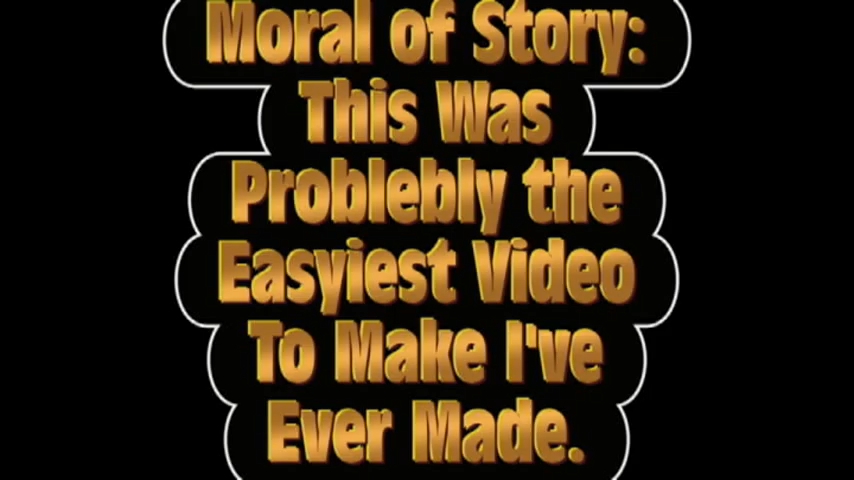 Moral of Story:
This Was
Problebly the
Easyiest Video
To Make I've
Ever Made.